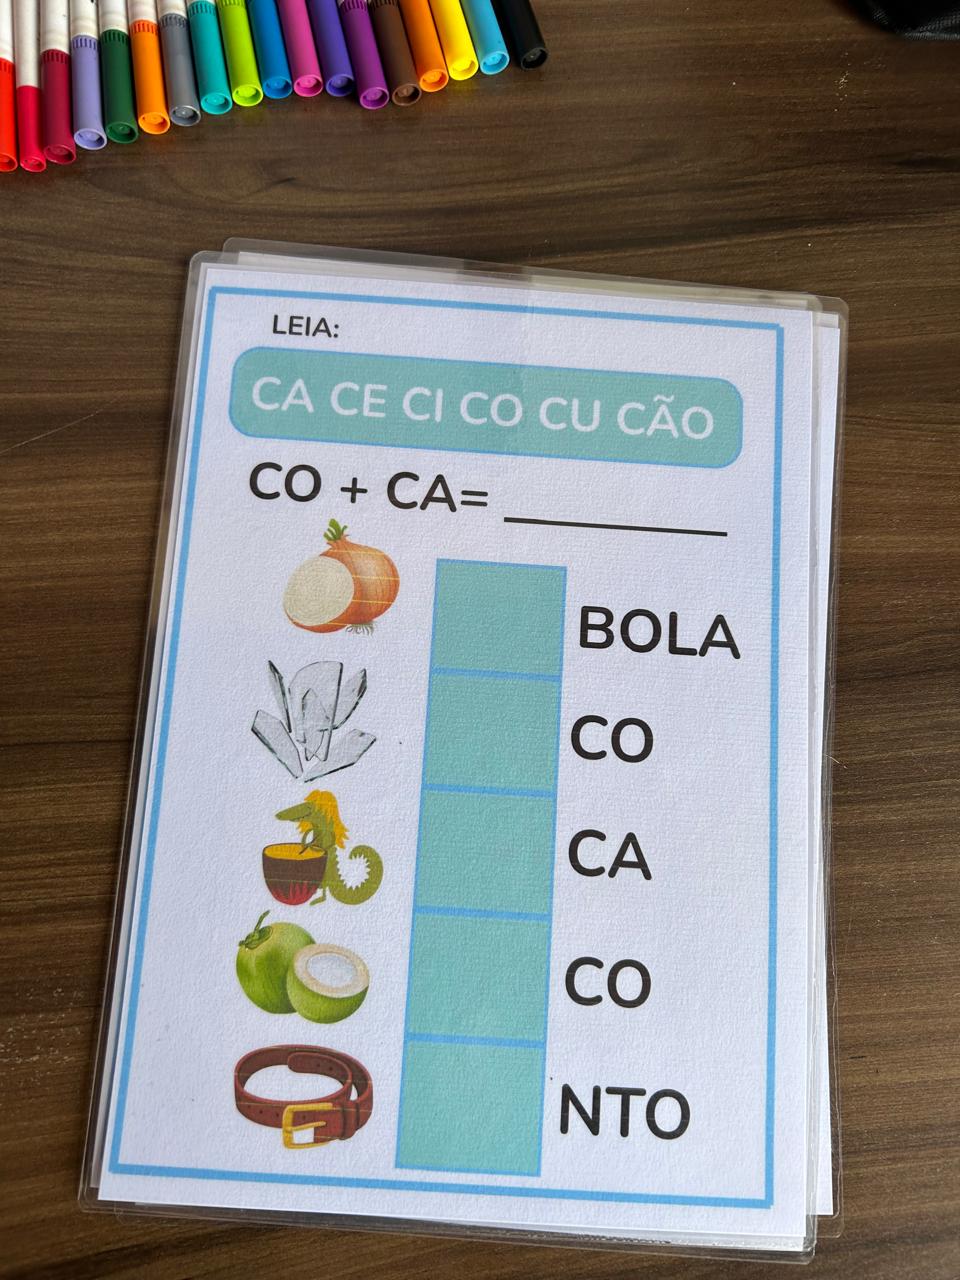 LEIA:
CA CE CI CO CU CÃO
CO + CA= ________
BOLA
CO
CA
CO
NTO